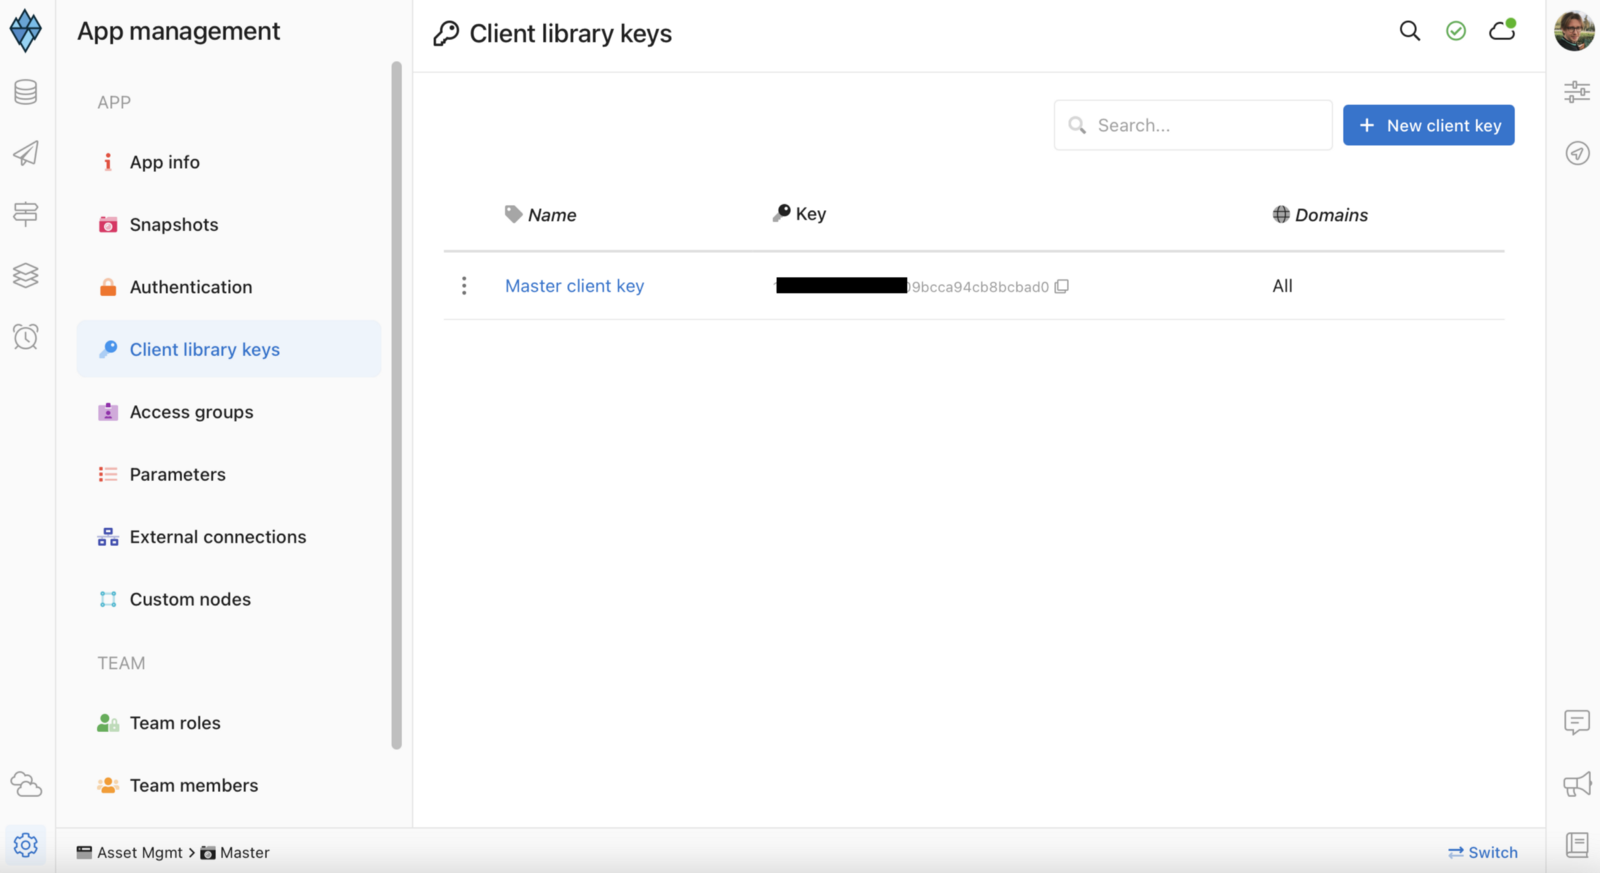 App management
APP
App info
Snapshots
Authentication
Client library keys
Access groups
Parameters
External connections
Custom nodes
TEAM
Team roles
Team members
Client library keys
Search...
+ New client key
Name Key Domains
Master client key 9bcca94cb8bcbad0 All
Asset Mgmt > Master
Switch